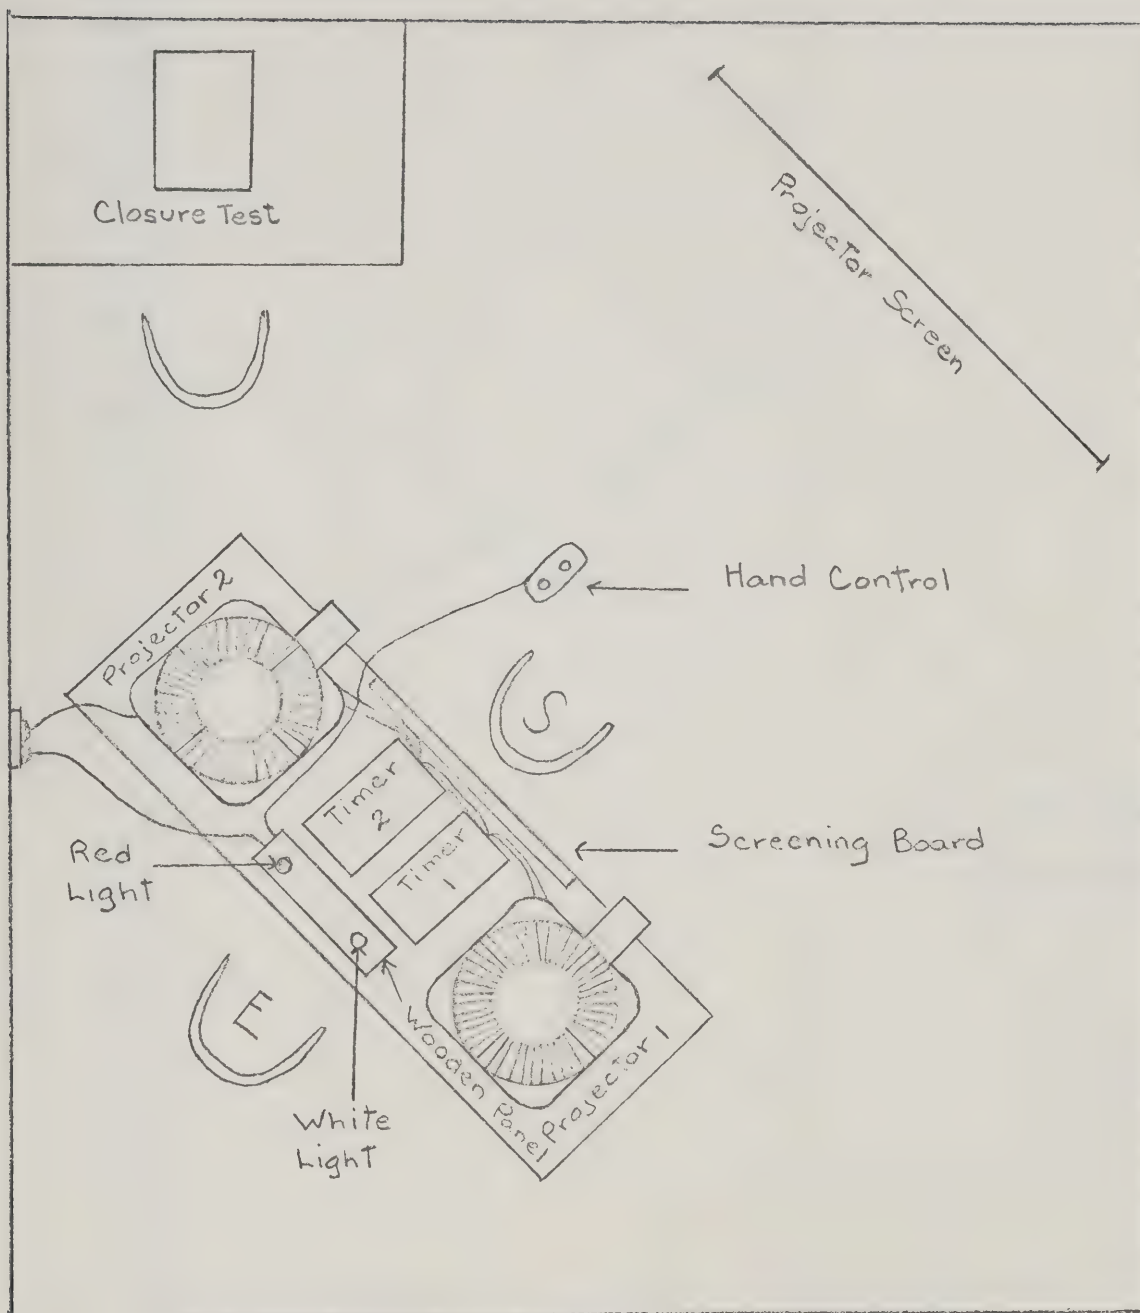 Closure Test
Projector Screen
Hand Control
Projector 2
S
Timer
2
Timer
1
Screening Board
Red
Light
E
Wooden Panel
Projector 1
White
Light